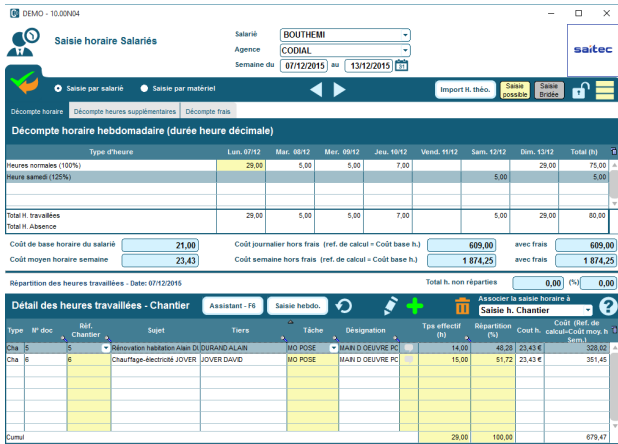 DEMO - 10.00N04
Saisie horaire Salariés
Salarié BOUTHEMI
Agence CODIAL
Semaine du 07/12/2015 au 13/12/2015 31
saitec
Saisie par salarié Saisie par matériel
Import H. théo. Saisie possible Saisie Bridée
Décompte horaire Décompte heures supplémentaires Décompte frais
Décompte horaire hebdomadaire (durée heure décimale)
Type d'heure Lun. 07/12 Mar. 08/12 Mer. 09/12 Jeu. 10/12 Vend. 11/12 Sam. 12/12 Dim. 13/12 Total (h)
Heures normales (100%) 29,00 5,00 5,00 7,00 29,00 75,00
Heure samedi (125%) 5,00 5,00
Total H. travaillées 29,00 5,00 5,00 7,00 5,00 29,00 80,00
Total H. Absence
Coût de base horaire du salarié 21,00 Coût journalier hors frais (ref. de calcul = Coût base h.) 609,00 avec frais 609,00
Coût moyen horaire semaine 23,43 Coût semaine hors frais (ref. de calcul = Coût base h.) 1 874,25 avec frais 1 874,25
Répartition des heures travaillées - Date: 07/12/2015 Total h. non réparties 0,00 (%) 0,00
Détail des heures travaillées - Chantier Assistant - F6 Saisie hebdo. Associer la saisie horaire à
Saisie h. Chantier ?
Type N° doc Réf. Chantier Sujet Tiers Tâche Désignation Tps effectif (h) Répartition (%) Cout h. Coût (Ref. de calcul=Coût moy. h Sem.)
Cha 5 5 Rénovation habitation Alain DU DURAND ALAIN MO POSE MAIN D OEUVRE PC 14,00 48,28 23,43 € 328,02
Cha 6 6 Chauffage-électricité JOVER JOVER DAVID MO POSE MAIN D OEUVRE PC 15,00 51,72 23,43 € 351,45
Cumul 29,00 100,00 679,47